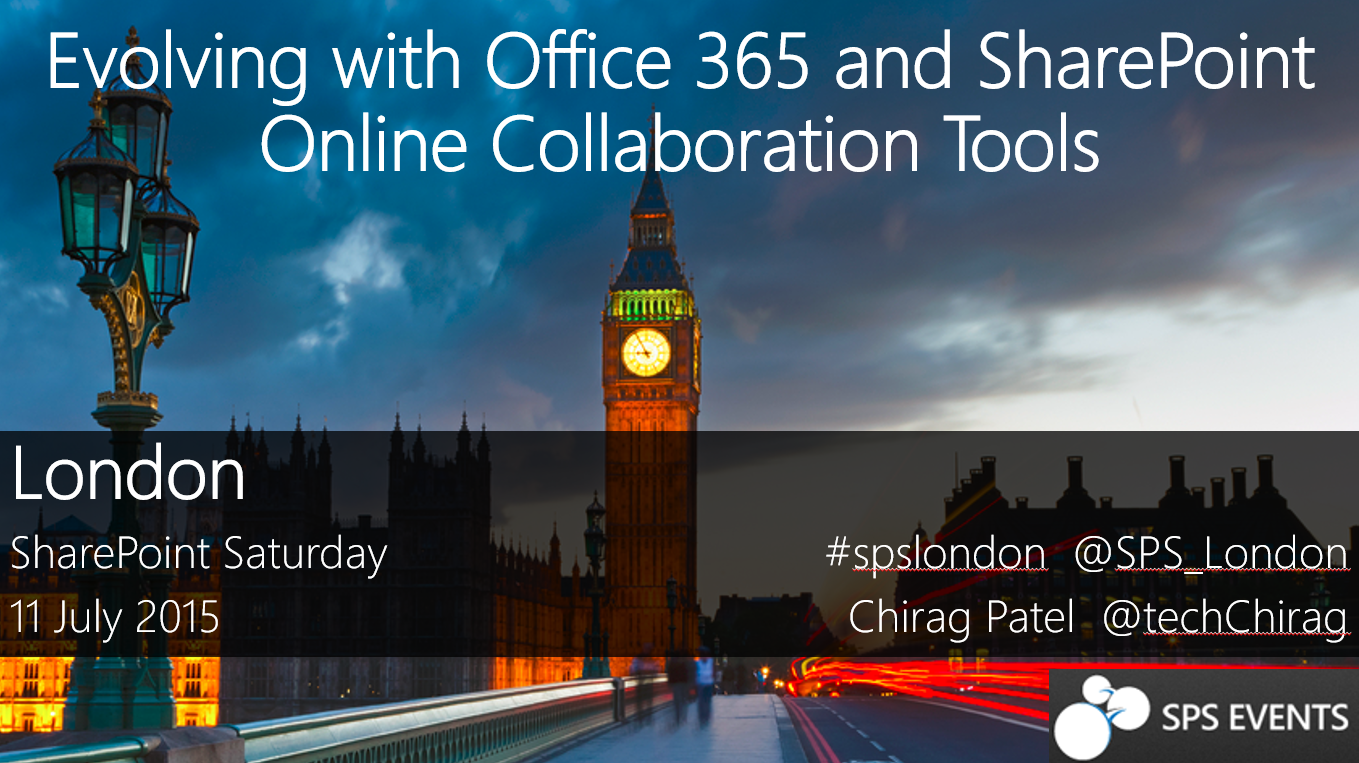 Evolving with Office 365 and SharePoint
Online Collaboration Tools
London
SharePoint Saturday
#spslondon @SPS_London
11 July 2015
Chirag Patel @techChirag
SPS EVENTS